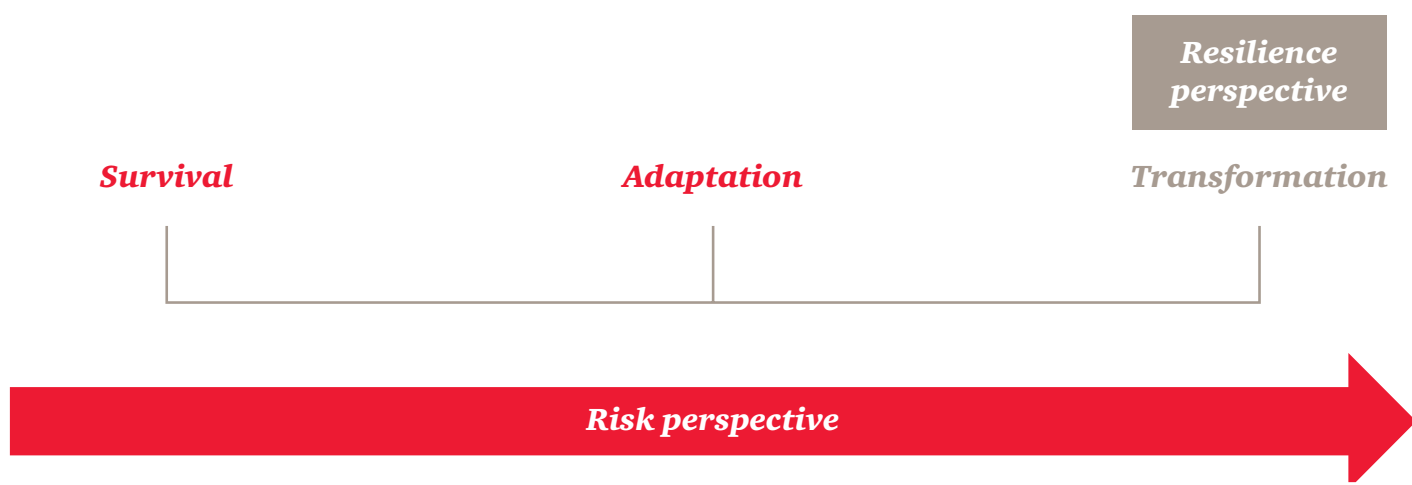 Resilience
perspective
Survival
Adaptation
Transformation
Risk perspective